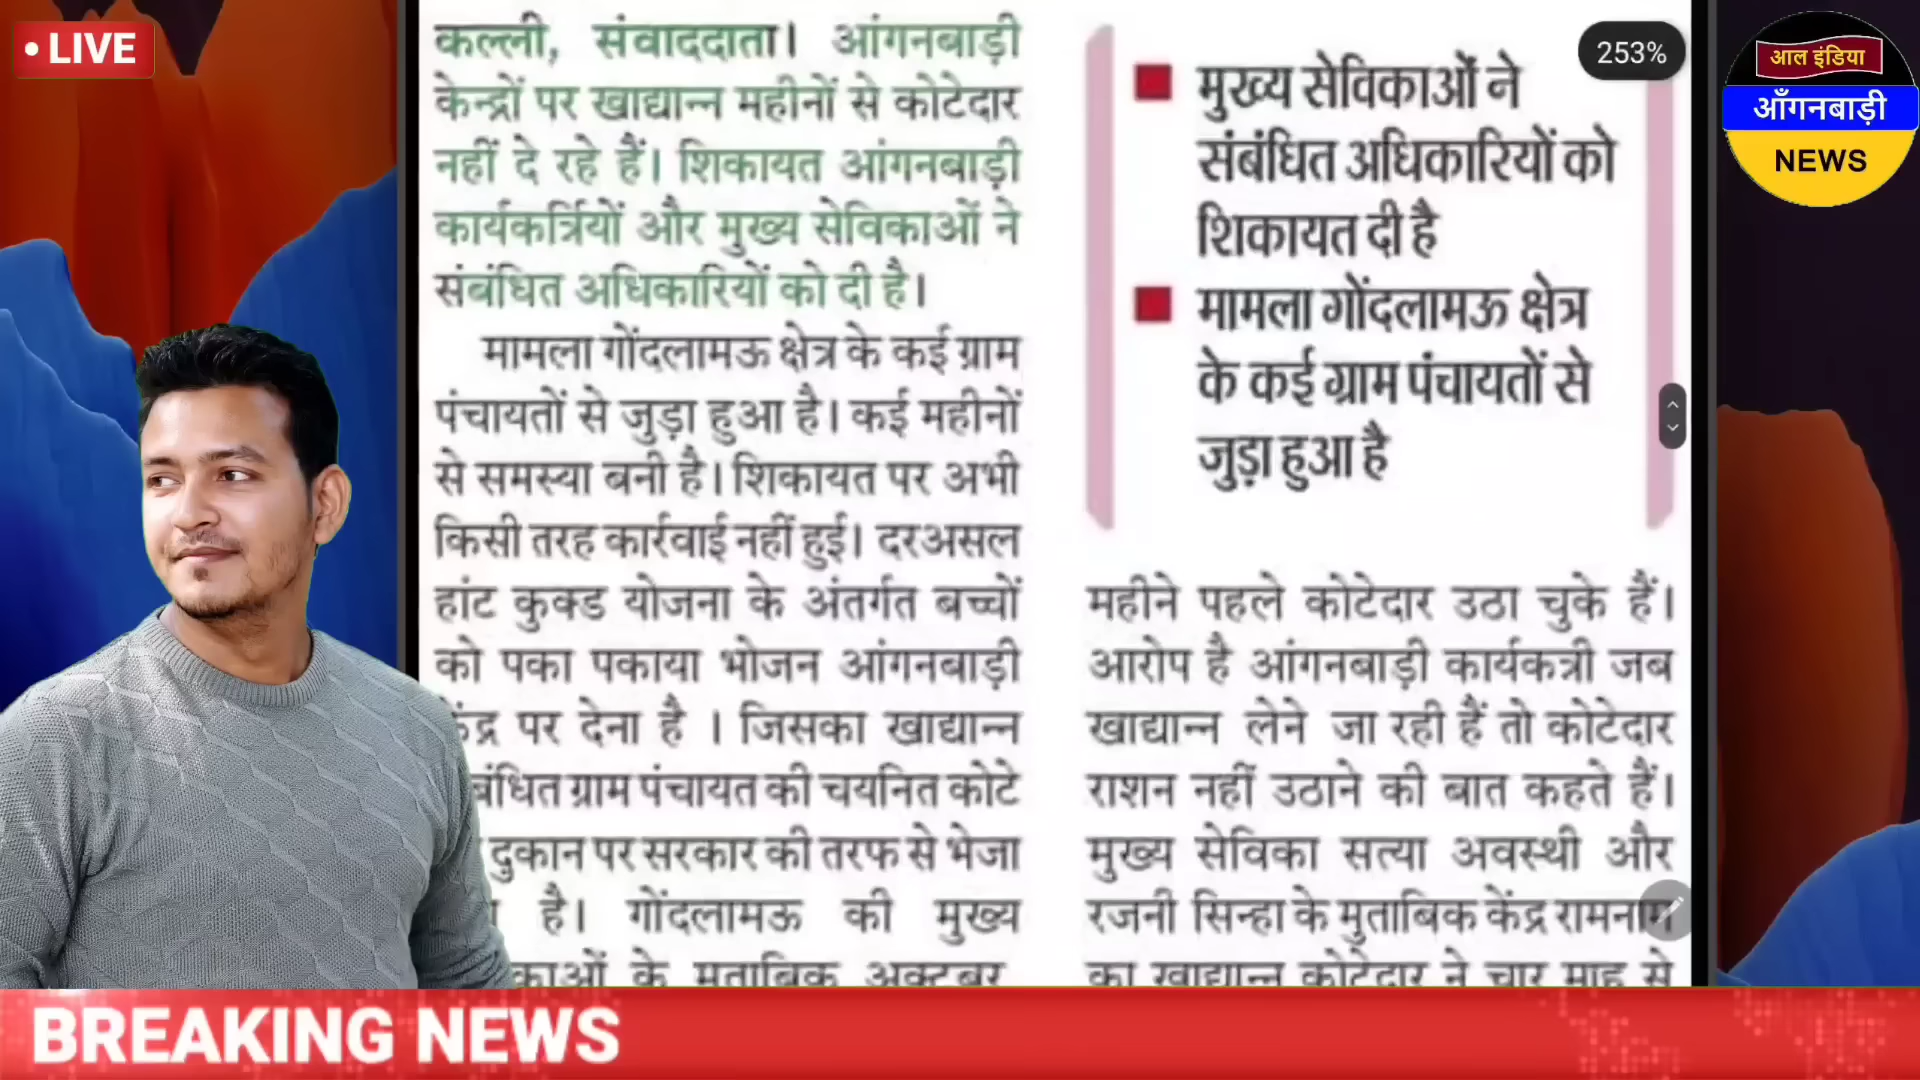 • LIVE
कल्ली, संवाददाता। आंगनबाड़ी
केन्द्रों पर खाद्यान्न महीनों से कोटेदार
नहीं दे रहे हैं। शिकायत आंगनबाड़ी
कार्यकर्त्रियों और मुख्य सेविकाओं ने
संबंधित अधिकारियों को दी है।
मामला गोंदलामऊ क्षेत्र के कई ग्राम
पंचायतों से जुड़ा हुआ है। कई महीनों
से समस्या बनी है। शिकायत पर अभी
किसी तरह कार्रवाई नहीं हुई। दरअसल
हांट कुक्ड योजना के अंतर्गत बच्चों
को पका पकाया भोजन आंगनबाड़ी
पर देना है । जिसका खाद्यान्न
ग्राम पंचायत की चयनित कोटे
दुकान पर सरकार की तरफ से भेजा
है। गोंदलामऊ की मुख्य
के मुताबिक अक्टूबर
253%
मुख्य सेविकाओं ने
संबंधित अधिकारियों को
शिकायत दी है
मामला गोंदलामऊ क्षेत्र
के कई ग्राम पंचायतों से
जुड़ा हुआ है
महीने पहले कोटेदार उठा चुके हैं।
आरोप है आंगनबाड़ी कार्यकत्री जब
खाद्यान्न लेने जा रही हैं तो कोटेदार
राशन नहीं उठाने की बात कहते हैं।
मुख्य सेविका सत्या अवस्थी और
रजनी सिन्हा के मुताबिक केंद्र रामनाम
का खाद्यान्न कोटेदार ने चार माह से
आल इंडिया
आँगनबाड़ी
NEWS
BREAKING NEWS